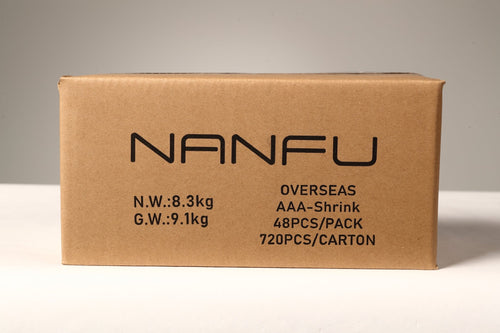 NANFU
N.W.:8.3kg
G.W.:9.1kg
OVERSEAS
AAA-Shrink
48PCS/PACK
720PCS/CARTON